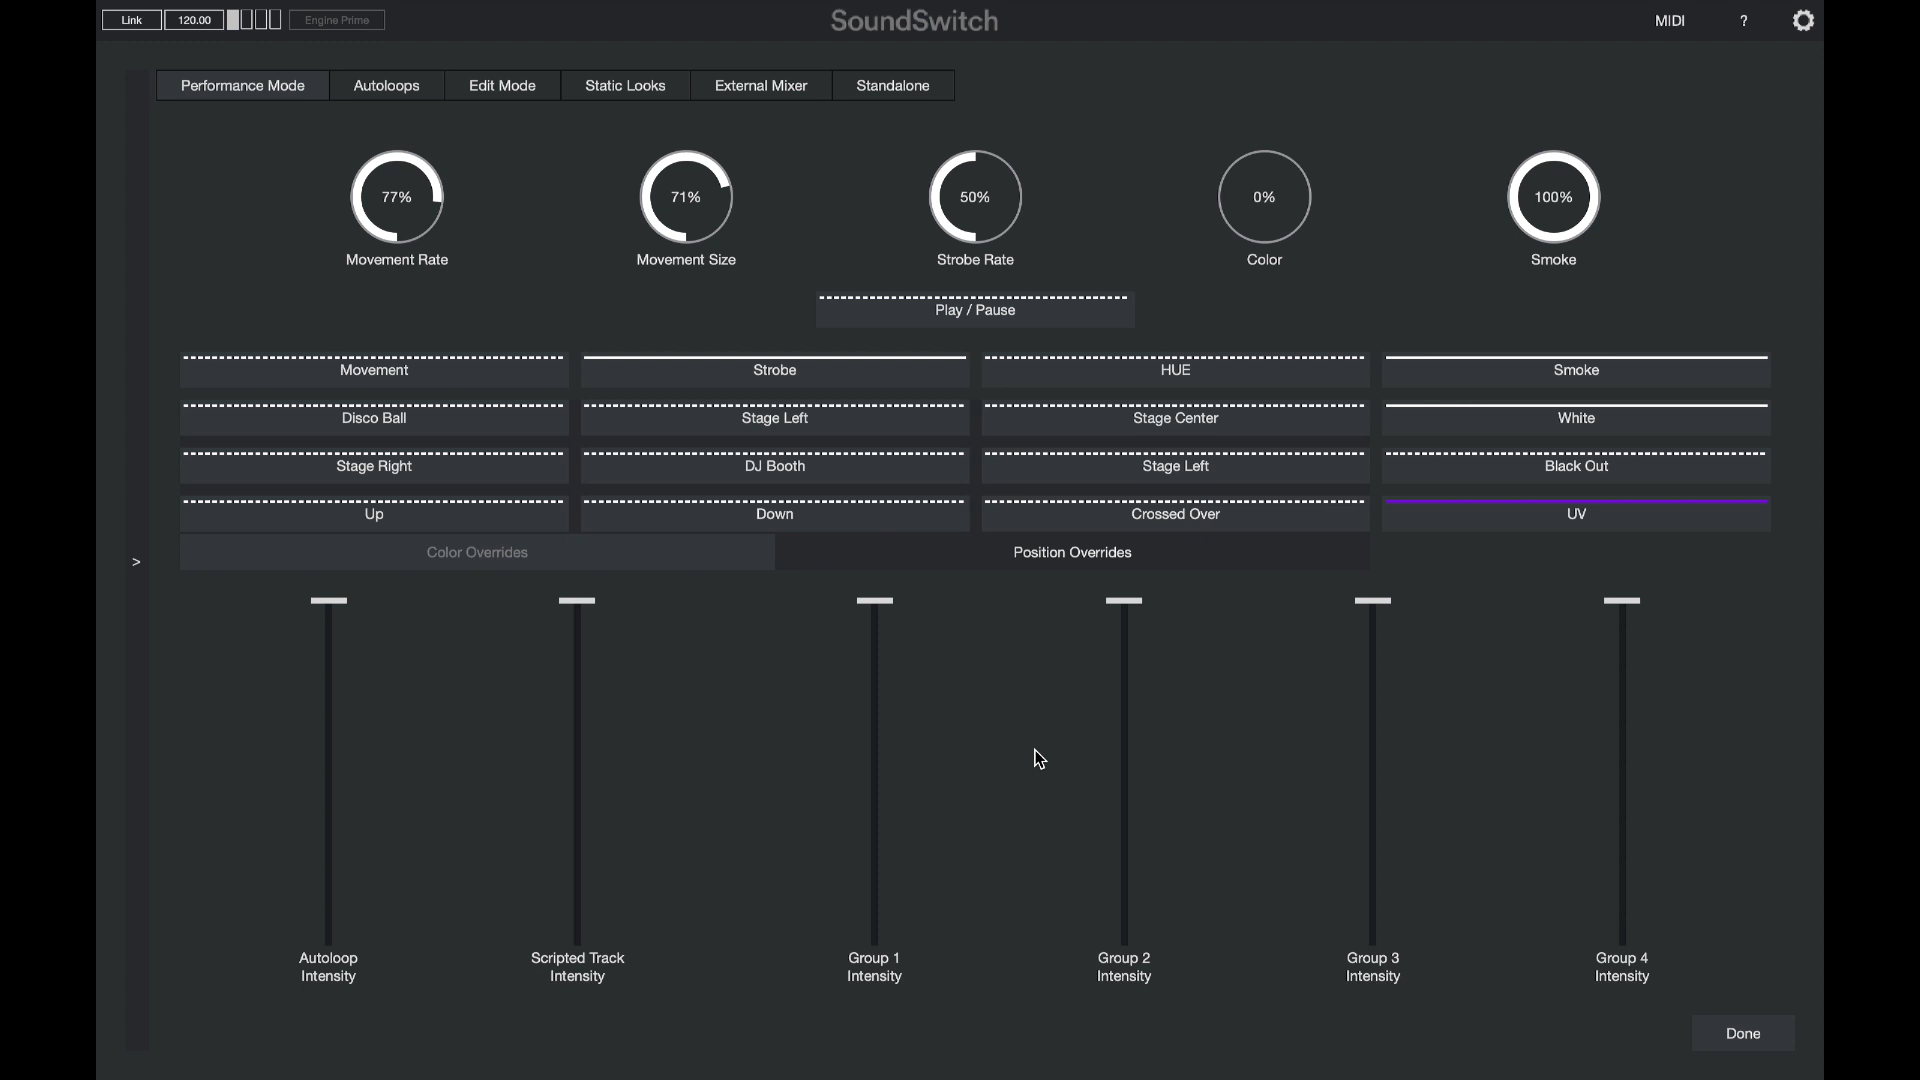 Link 120.00 Engine Prime SoundSwitch MIDI ?
Performance Mode Autoloops Edit Mode Static Looks External Mixer Standalone
77% 71% 50% 0% 100%
Movement Rate Movement Size Strobe Rate Color Smoke
Play / Pause
Movement Strobe HUE Smoke
Disco Ball Stage Left Stage Center White
Stage Right DJ Booth Stage Left Black Out
Up Down Crossed Over UV
Color Overrides Position Overrides
>
Autoloop Scripted Track Group 1 Group 2 Group 3 Group 4
Intensity Intensity Intensity Intensity Intensity Intensity
Done